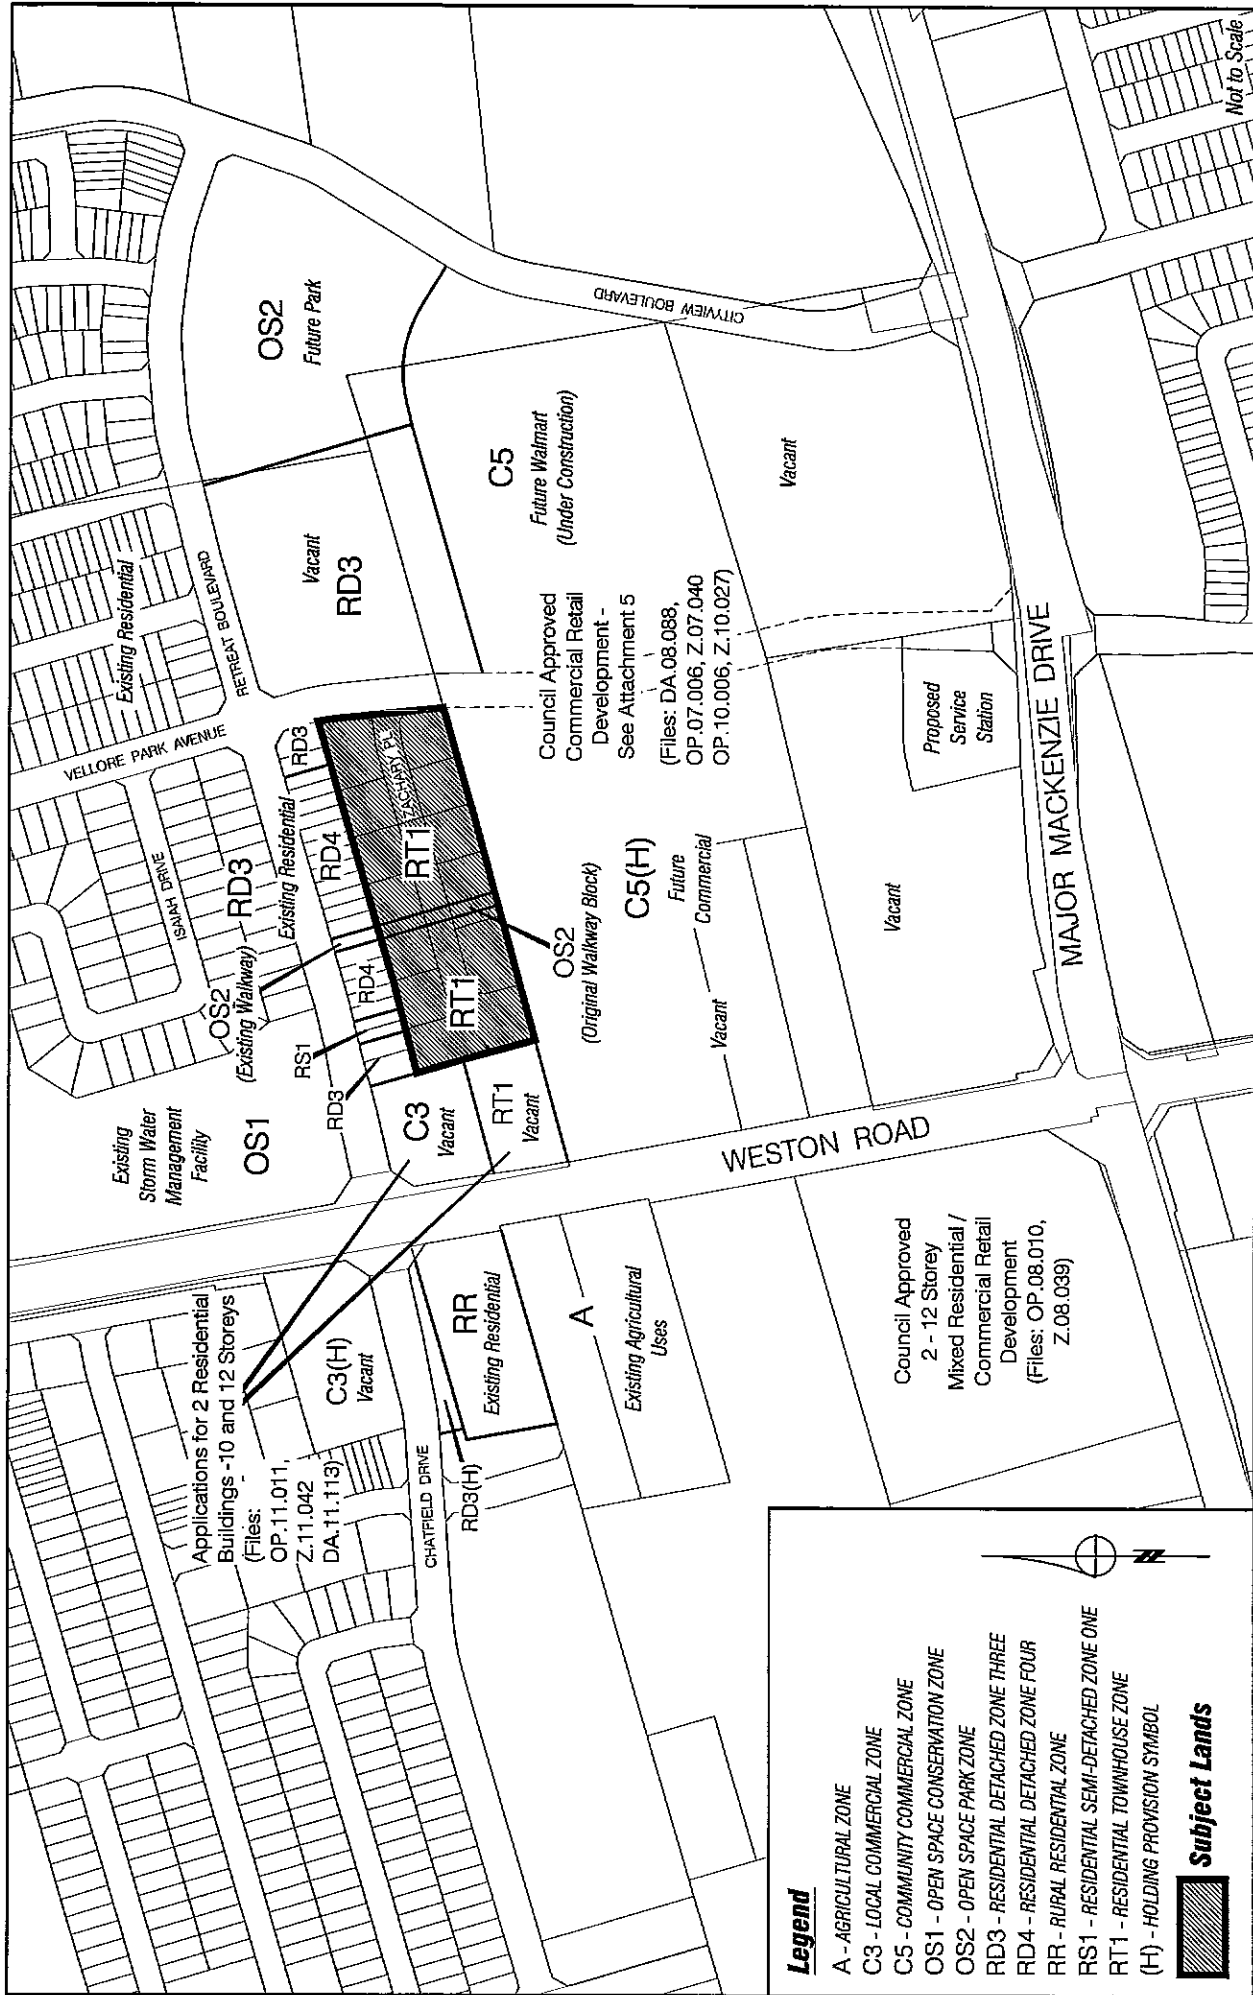 Applications for 2 Residential
Buildings -10 and 12 Storeys
(Files:
OP.11.011,
Z.11.042
DA.11.113)
C3(H)
Vacant
CHATFIELD DRIVE
RD3(H)
RR
Existing Residential
A
Existing Agricultural
Uses
Council Approved
2 - 12 Storey
Mixed Residential /
Commercial Retail
Development
(Files: OP.08.010,
Z.08.039)
WESTON ROAD
Existing
Storm Water
Management
Facility
OS1
OS2
(Existing Walkway)
RS1
RD3
C3
Vacant
RT1
Vacant
ISAIAH DRIVE
RD3
Existing Residential
RD4
RD4
RD3
RT1
RT1
ZACHARY PL.
OS2
(Original Walkway Block)
C5(H)
Future
Commercial
Vacant
Vacant
VELLORE PARK AVENUE
Existing Residential
RETREAT BOULEVARD
Vacant
RD3
OS2
Future Park
C5
Future Walmart
(Under Construction)
Council Approved
Commercial Retail
Development -
See Attachment 5
(Files: DA.08.088,
OP.07.006, Z.07.040
OP.10.006, Z.10.027)
CITYVIEW BOULEVARD
Vacant
Proposed
Service
Station
MAJOR MACKENZIE DRIVE
Not to Scale
Legend
A - AGRICULTURAL ZONE
C3 - LOCAL COMMERCIAL ZONE
C5 - COMMUNITY COMMERCIAL ZONE
OS1 - OPEN SPACE CONSERVATION ZONE
OS2 - OPEN SPACE PARK ZONE
RD3 - RESIDENTIAL DETACHED ZONE THREE
RD4 - RESIDENTIAL DETACHED ZONE FOUR
RR - RURAL RESIDENTIAL ZONE
RS1 - RESIDENTIAL SEMI-DETACHED ZONE ONE
RT1 - RESIDENTIAL TOWNHOUSE ZONE
(H) - HOLDING PROVISION SYMBOL
Subject Lands
N